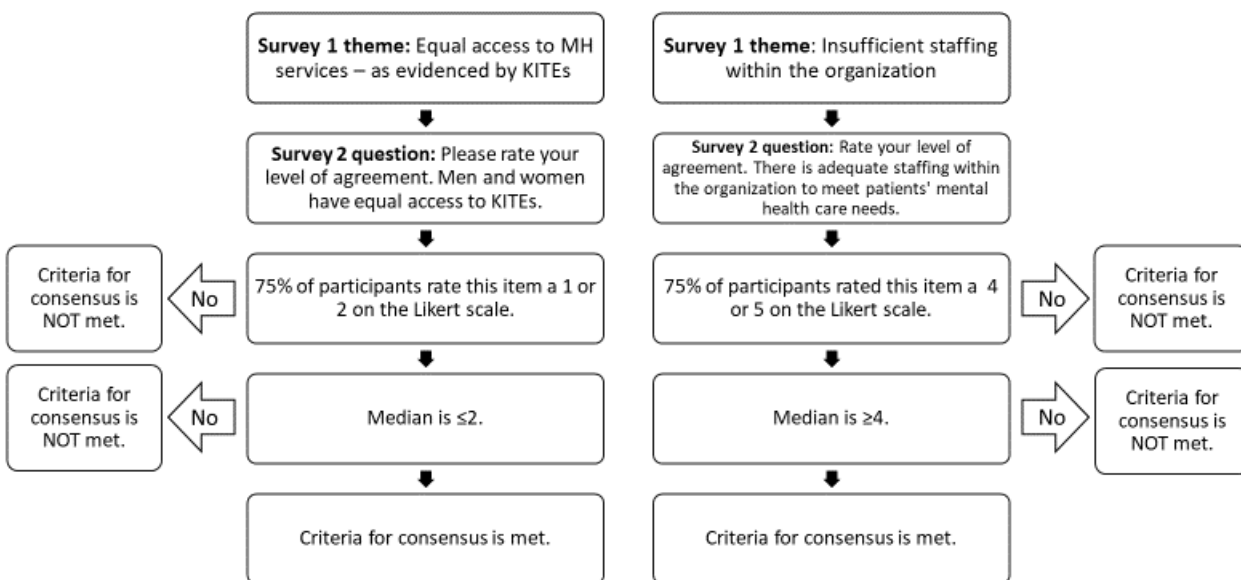 Survey 1 theme: Equal access to MH
services – as evidenced by KITEs
Survey 2 question: Please rate your
level of agreement. Men and women
have equal access to KITEs.
75% of participants rate this item a 1 or
2 on the Likert scale.
No
Criteria for
consensus is
NOT met.
Median is ≤2.
No
Criteria for
consensus is
NOT met.
Criteria for consensus is met.
Survey 1 theme: Insufficient staffing
within the organization
Survey 2 question: Rate your level of
agreement. There is adequate staffing within
the organization to meet patients' mental
health care needs.
75% of participants rated this item a 4
or 5 on the Likert scale.
No
Criteria for
consensus is
NOT met.
Median is ≥4.
No
Criteria for
consensus is
NOT met.
Criteria for consensus is met.